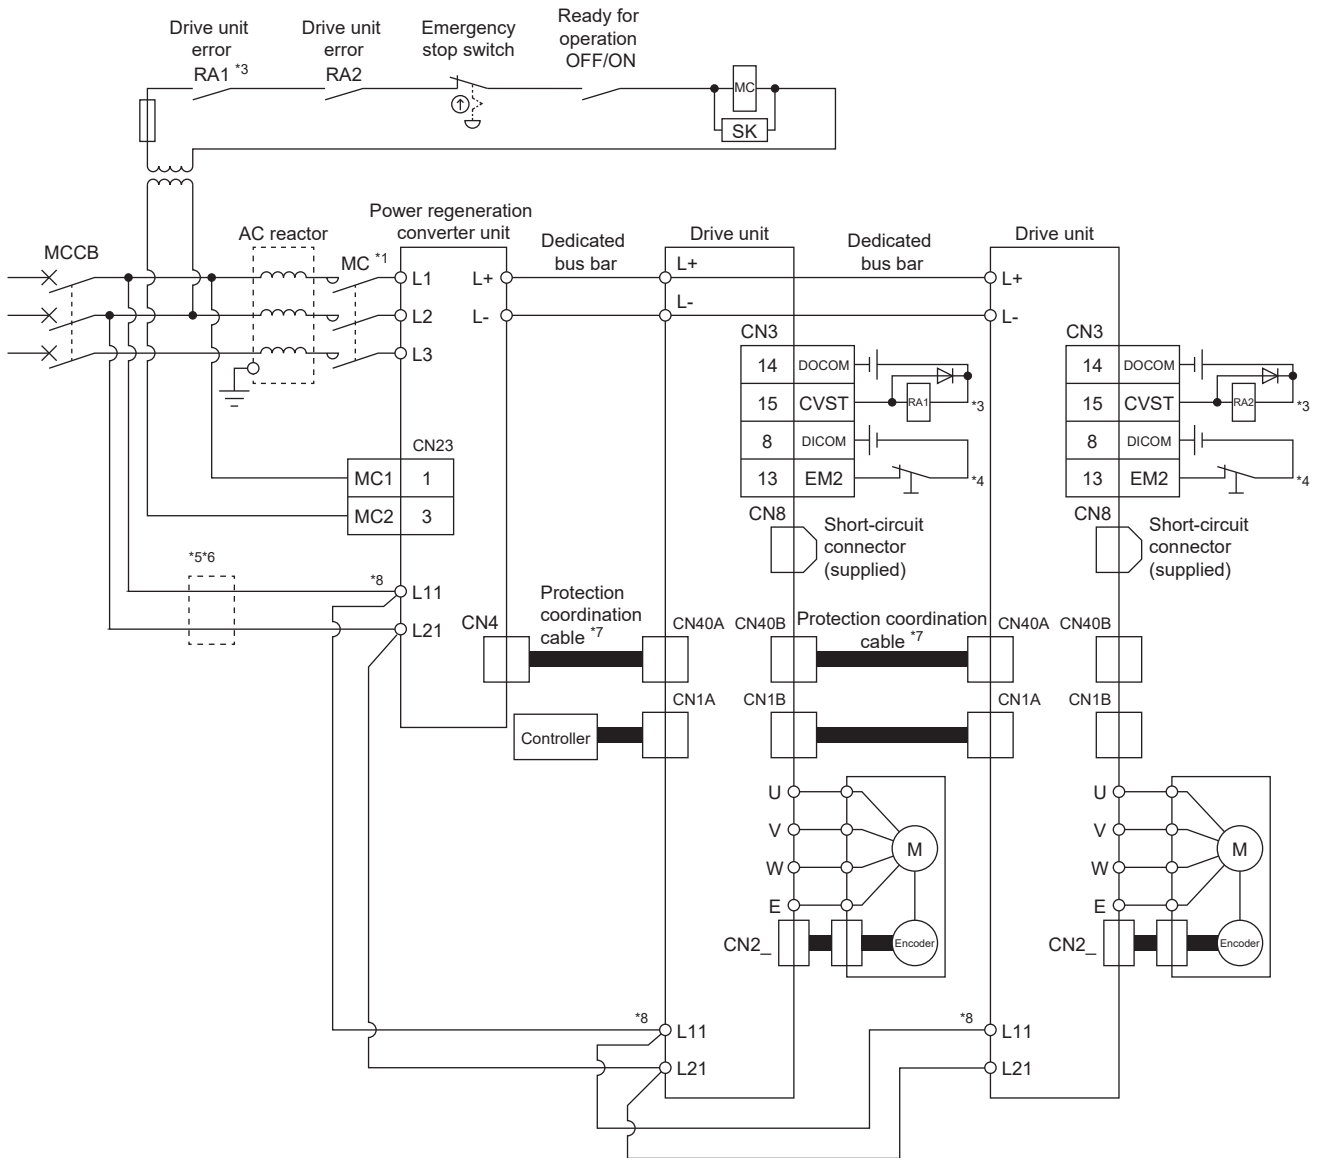 Drive unit
error
RA1 *3
Drive unit
error
RA2
Emergency
stop switch
Ready for
operation
OFF/ON
MC
SK
MCCB
AC reactor
MC *1
Power regeneration
converter unit
Dedicated
bus bar
Drive unit
Dedicated
bus bar
Drive unit
L1
L2
L3
L+
L-
L+
L-
L+
L-
CN3
14 DOCOM
15 CVST RA1 *3
8 DICOM
13 EM2 *4
CN3
14 DOCOM
15 CVST RA2 *3
8 DICOM
13 EM2 *4
CN23
MC1 1
MC2 3
CN8
Short-circuit
connector
(supplied)
CN8
Short-circuit
connector
(supplied)
*5*6
*8
L11
L21
CN4
Protection
coordination
cable *7
CN40A
CN40B
Protection coordination
cable *7
CN40A
CN40B
Controller
CN1A
CN1B
CN1A
CN1B
U
V
W
E
M
CN2_
Encoder
U
V
W
E
M
CN2_
Encoder
*8
L11
L21
*8
L11
L21